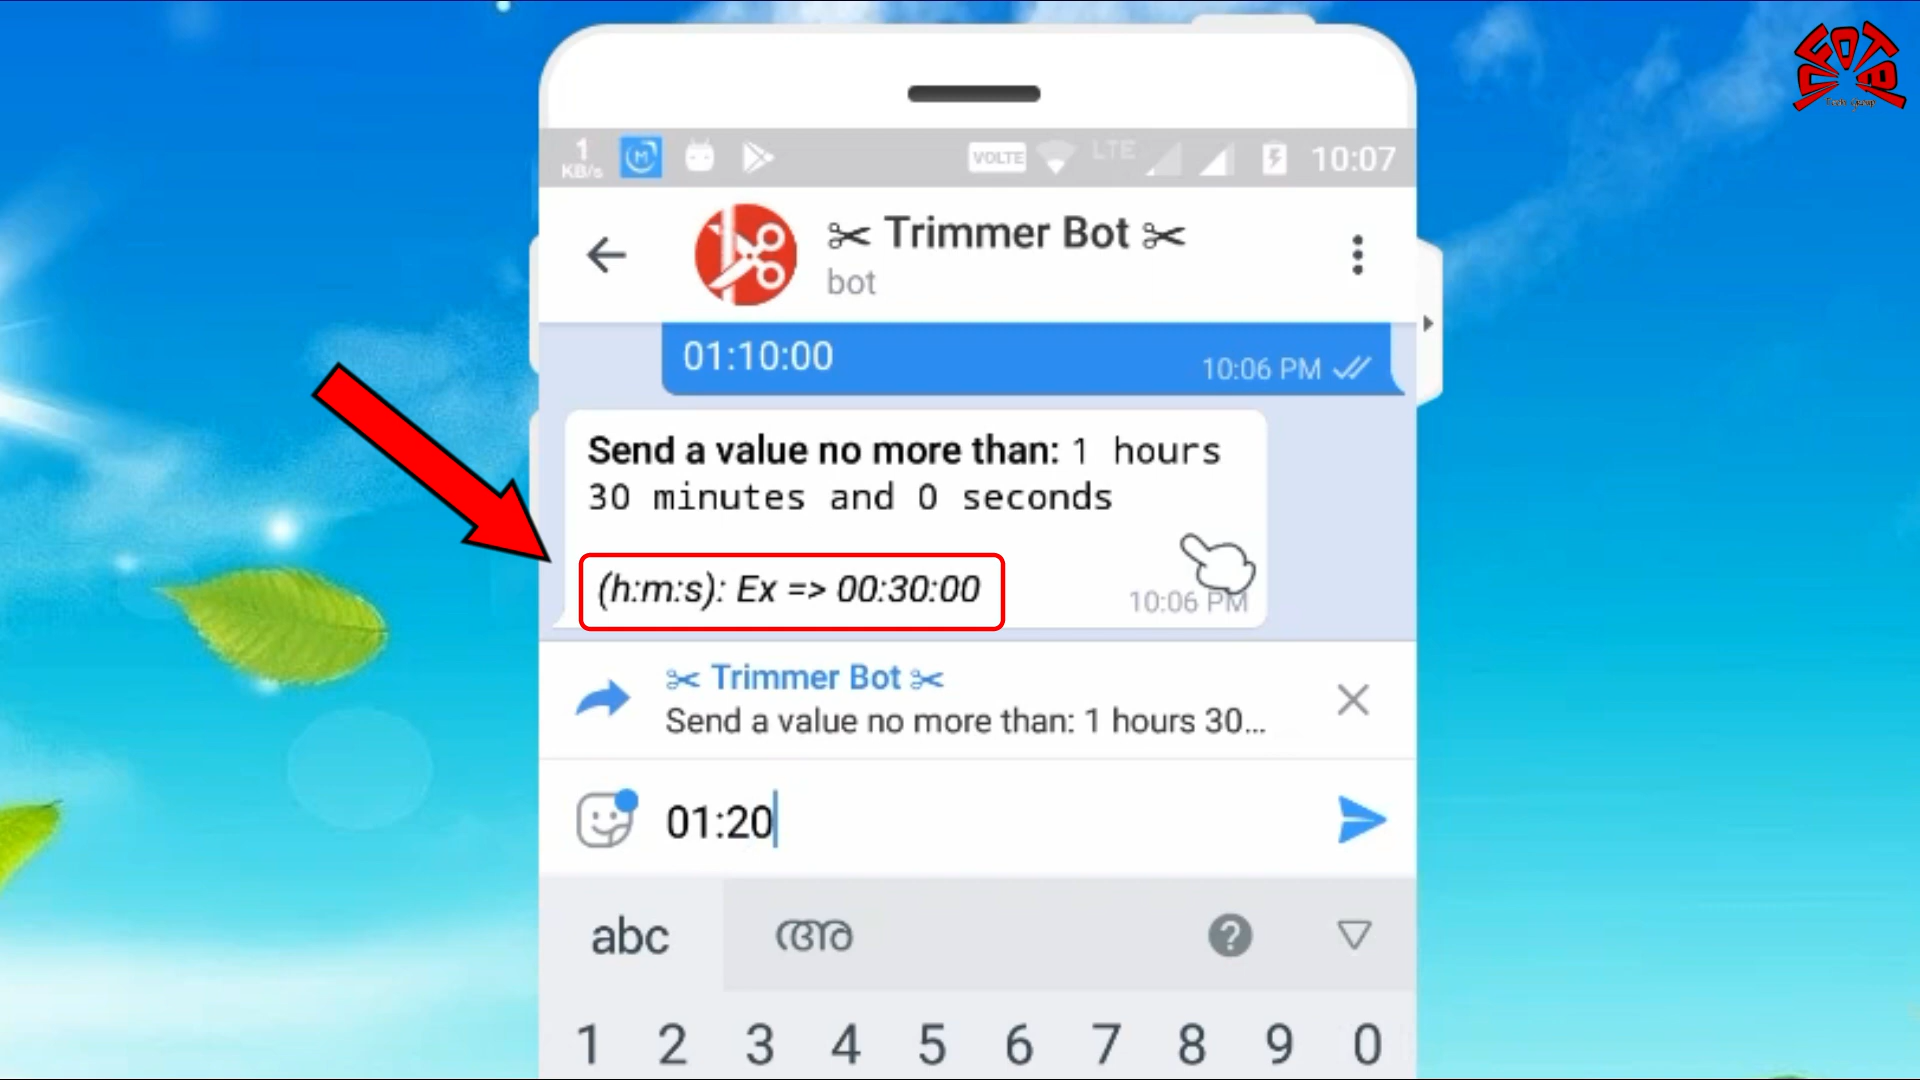 1
KB/s
VOLTE
LTE
10:07
Trimmer Bot
bot
01:10:00
10:06 PM
Send a value no more than: 1 hours
30 minutes and 0 seconds
(h:m:s): Ex => 00:30:00
10:06 PM
Trimmer Bot
Send a value no more than: 1 hours 30...
01:20
abc
അആ
1 2 3 4 5 6 7 8 9 0